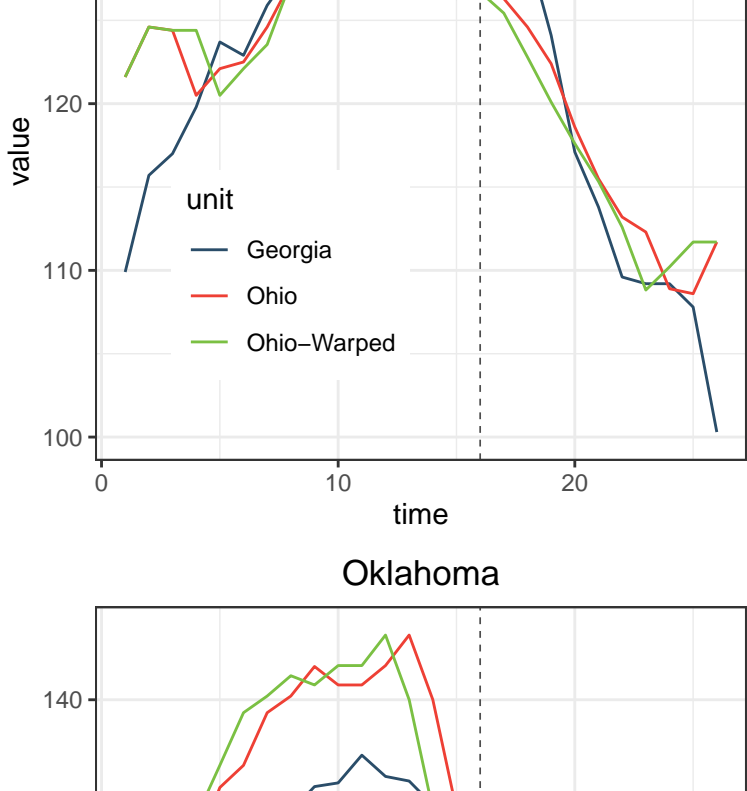 120
value
unit
Georgia
110
Ohio
Ohio−Warped
100
0 10 20
time
Oklahoma
140